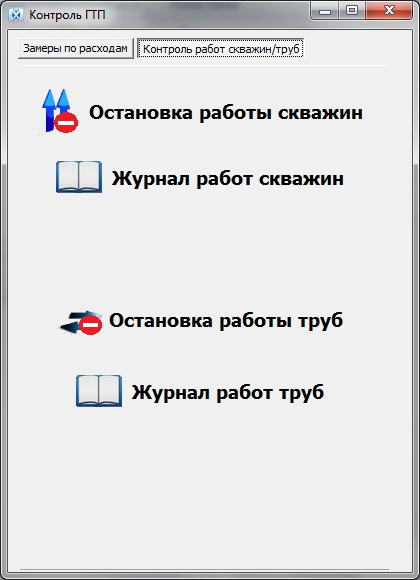 Контроль ГТП
Замеры по расходам
Контроль работ скважин/труб
Остановка работы скважин
Журнал работ скважин
Остановка работы труб
Журнал работ труб